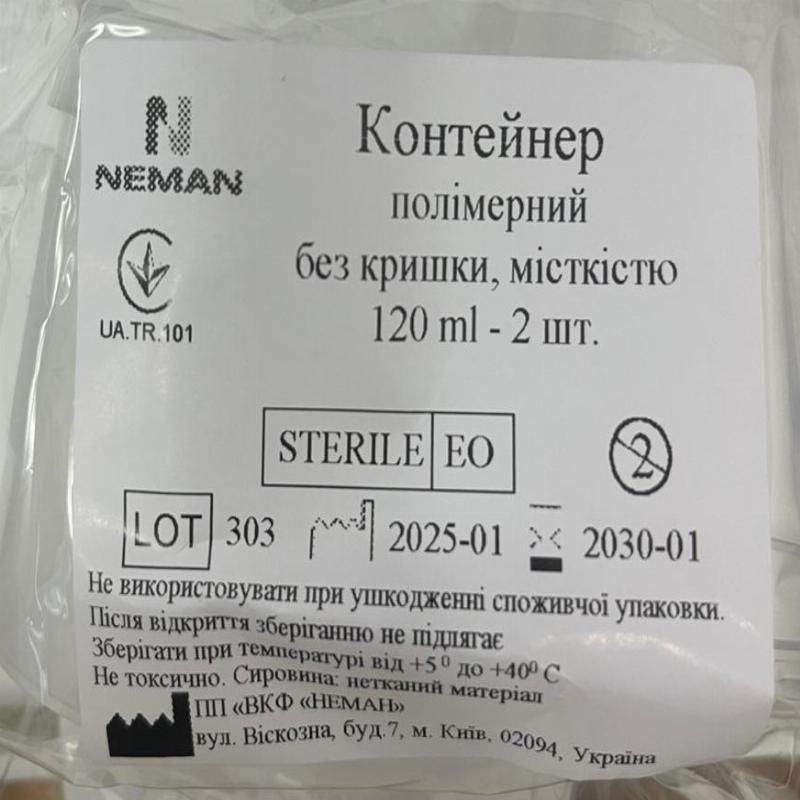 NEMAN
UA.TR.101
Контейнер
полімерний
без кришки, місткістю
120 ml - 2 шт.
STERILE EO
2
LOT 303 2025-01 2030-01
Не використовувати при ушкодженні споживчої упаковки.
Після відкриття зберіганню не підлягає
Зберігати при температурі від +5⁰ до +40⁰ С
Не токсично. Сировина: нетканий матеріал
ПП «ВКФ «НЕМАН»
вул. Віскозна, буд.7, м. Київ, 02094, Україна